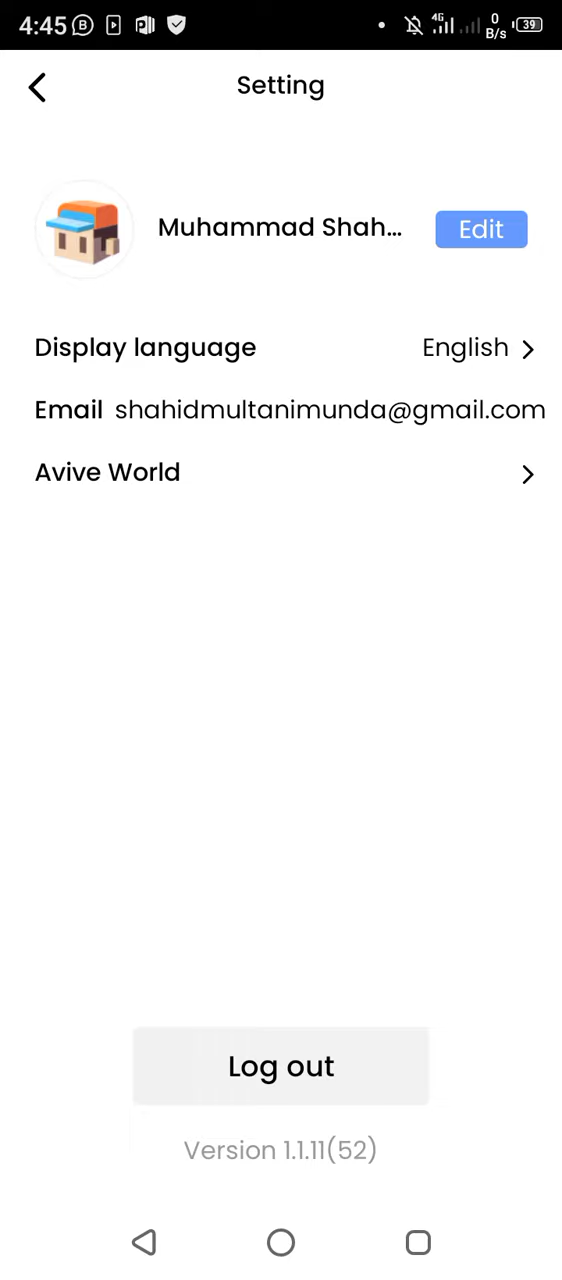 4:45 B 4G 0 B/s 39
Setting
Muhammad Shah... Edit
Display language English
Email shahidmultanimunda@gmail.com
Avive World
Log out
Version 1.1.11(52)